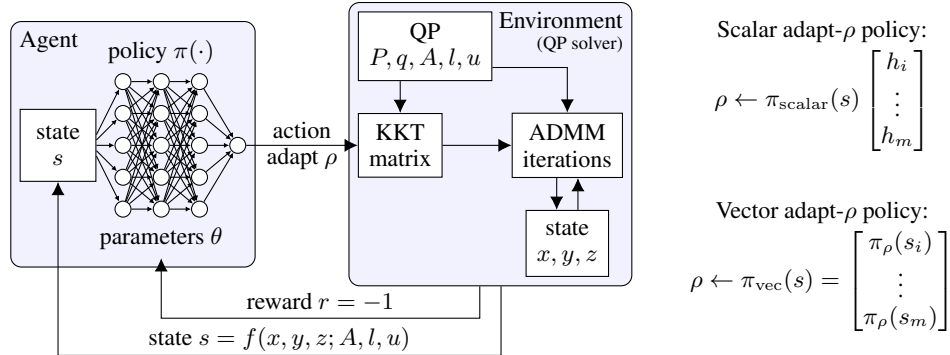 Agent
policy π(·)
state
s
parameters θ
action
adapt ρ
Environment
(QP solver)
QP
P, q, A, l, u
KKT
matrix
ADMM
iterations
state
x, y, z
reward r = −1
state s = f(x, y, z; A, l, u)
Scalar adapt-ρ policy:
ρ ← π_scalar(s) [h_i ⋮ h_m]
Vector adapt-ρ policy:
ρ ← π_vec(s) = [π_ρ(s_i) ⋮ π_ρ(s_m)]